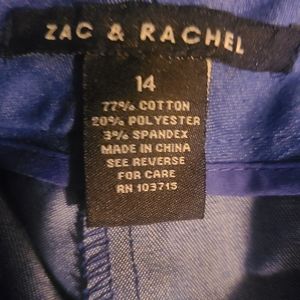 ZAC & RACHEL
14
77% COTTON
20% POLYESTER
3% SPANDEX
MADE IN CHINA
SEE REVERSE
FOR CARE
RN 103715